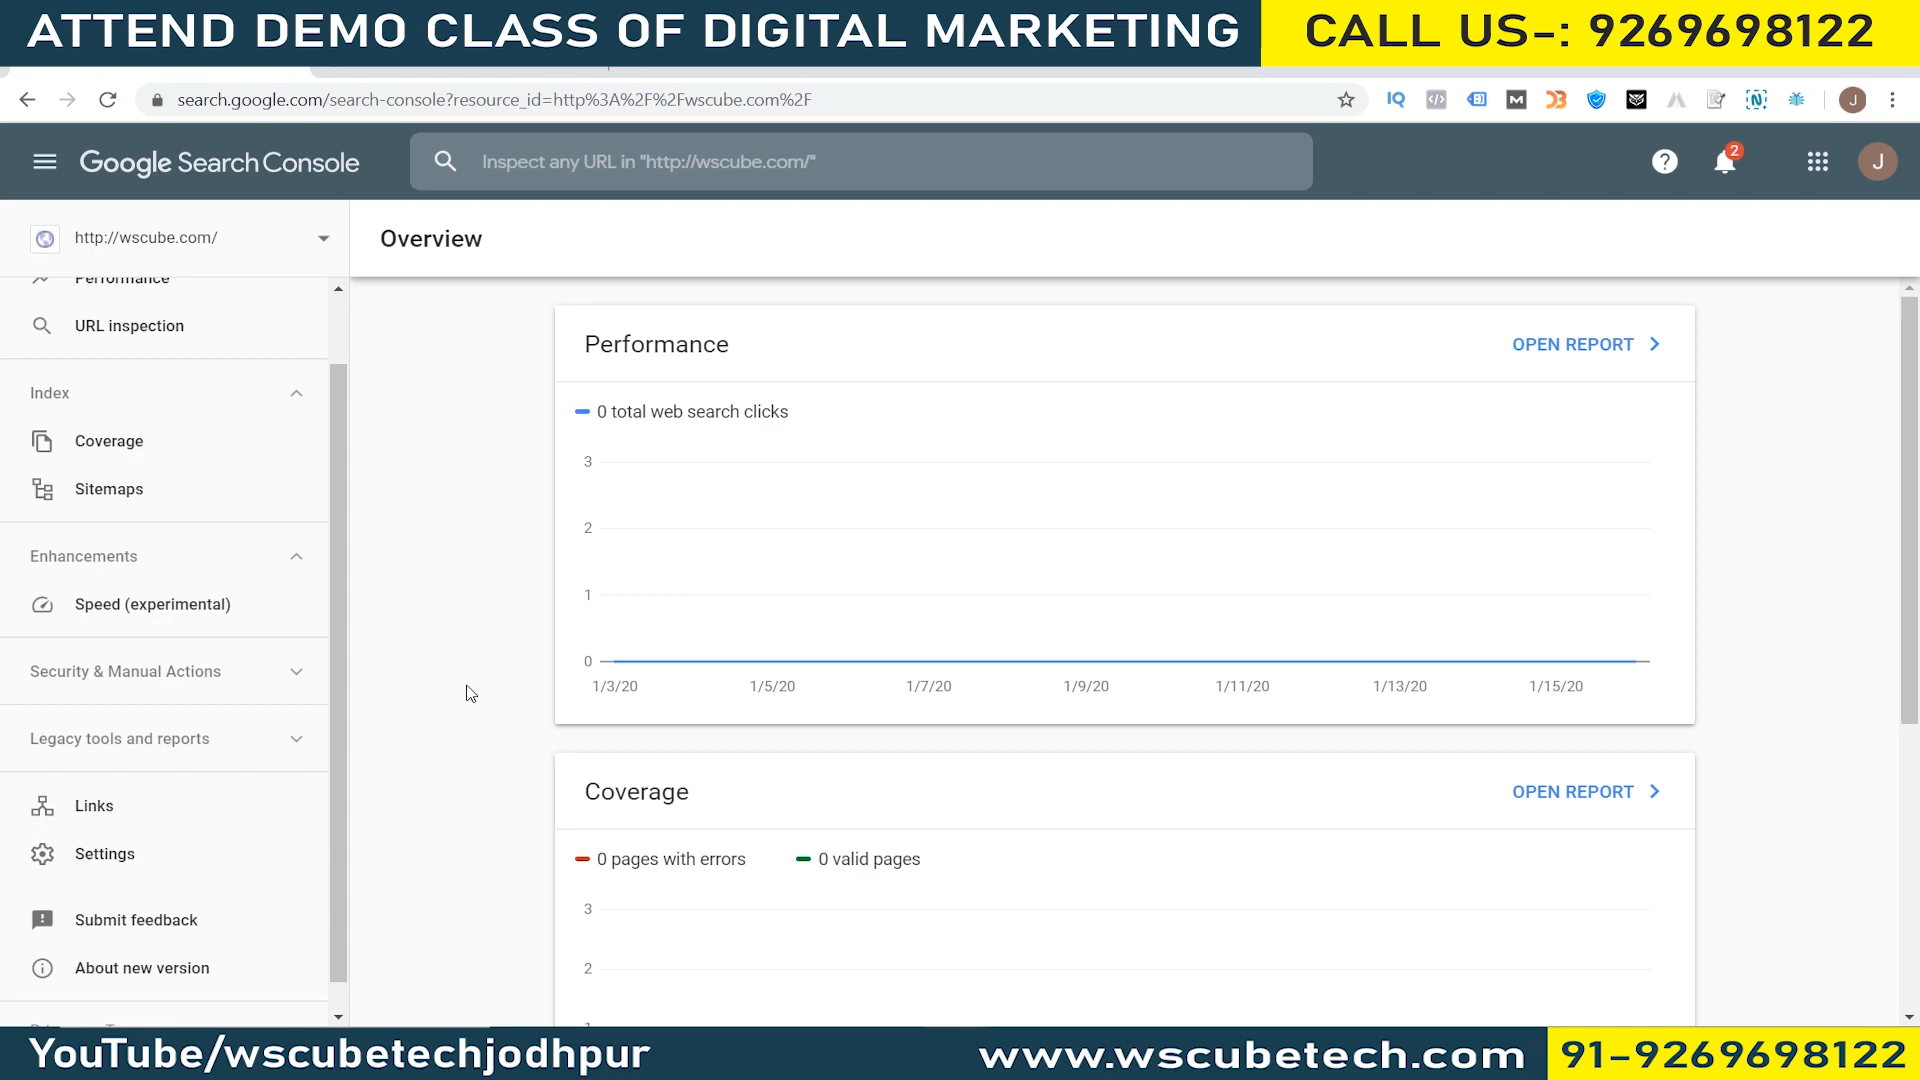 ATTEND DEMO CLASS OF DIGITAL MARKETING
CALL US-: 9269698122
search.google.com/search-console?resource_id=http%3A%2F%2Fwscube.com%2F
IQ
M
J
Google Search Console
Inspect any URL in "http://wscube.com/"
2
J
http://wscube.com/
Overview
Performance
URL inspection
Index
Coverage
Sitemaps
Enhancements
Speed (experimental)
Security & Manual Actions
Legacy tools and reports
Links
Settings
Submit feedback
About new version
Performance
OPEN REPORT
0 total web search clicks
3
2
1
0
1/3/20 1/5/20 1/7/20 1/9/20 1/11/20 1/13/20 1/15/20
Coverage
OPEN REPORT
0 pages with errors 0 valid pages
3
2
1
YouTube/wscubetechjodhpur
www.wscubetech.com
91-9269698122